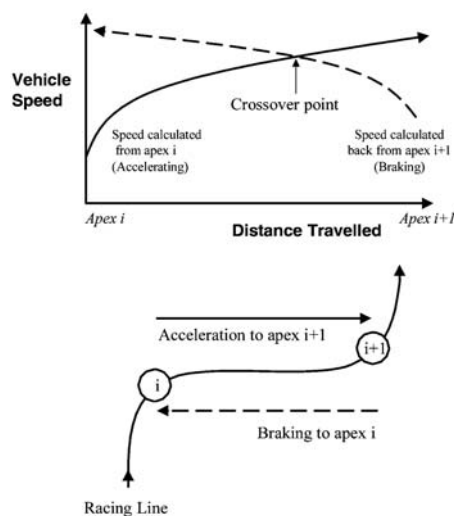 Vehicle
Speed
Crossover point
Speed calculated
from apex i
(Accelerating)
Speed calculated
back from apex i+1
(Braking)
Apex i
Distance Travelled
Apex i+1
Acceleration to apex i+1
i+1
i
Braking to apex i
Racing Line